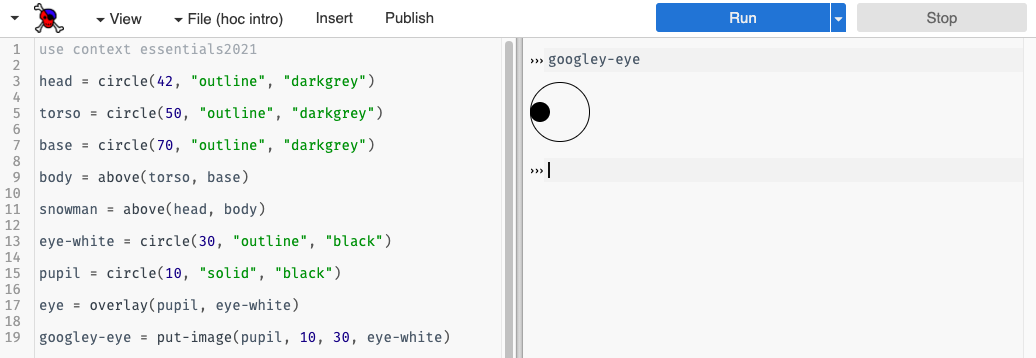 View File (hoc intro) Insert Publish Run Stop
1 use context essentials2021
2
3 head = circle(42, "outline", "darkgrey")
4
5 torso = circle(50, "outline", "darkgrey")
6
7 base = circle(70, "outline", "darkgrey")
8
9 body = above(torso, base)
10
11 snowman = above(head, body)
12
13 eye-white = circle(30, "outline", "black")
14
15 pupil = circle(10, "solid", "black")
16
17 eye = overlay(pupil, eye-white)
18
19 googley-eye = put-image(pupil, 10, 30, eye-white)
››› googley-eye
›››